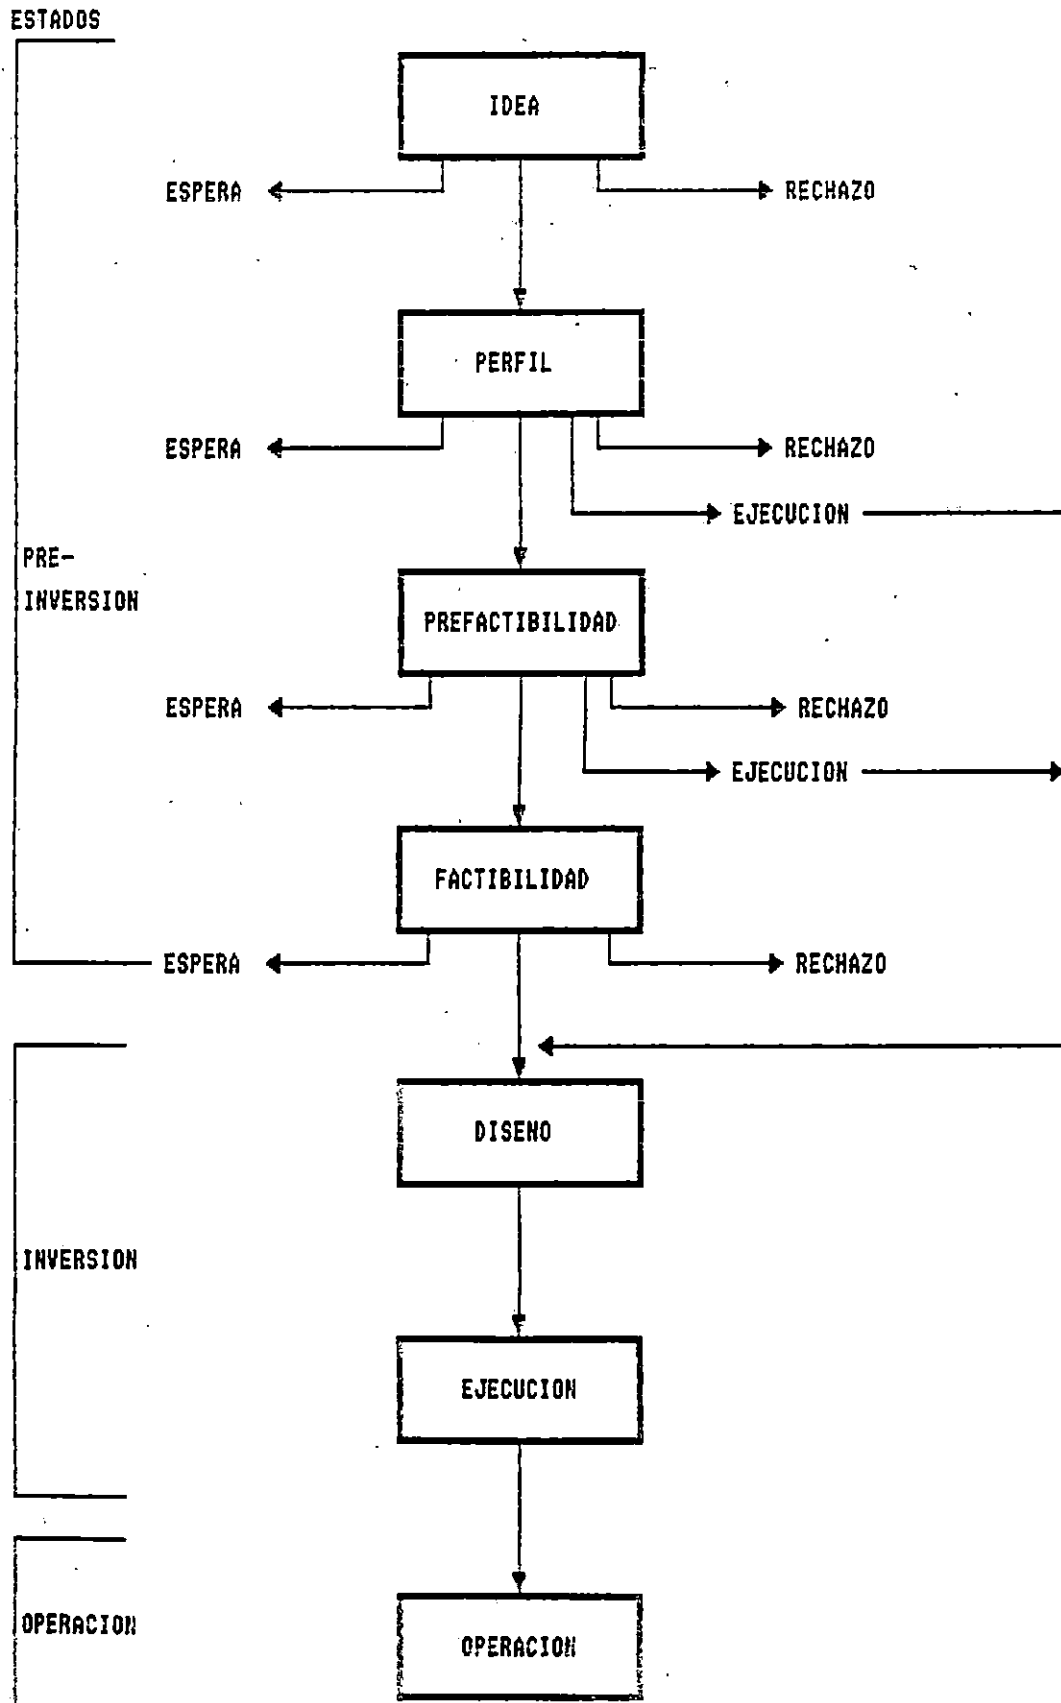 ESTADOS
IDEA
ESPERA
RECHAZO
PERFIL
ESPERA
RECHAZO
EJECUCION
PRE-
INVERSION
PREFACTIBILIDAD
ESPERA
RECHAZO
EJECUCION
FACTIBILIDAD
ESPERA
RECHAZO
DISENO
INVERSION
EJECUCION
OPERACION
OPERACION